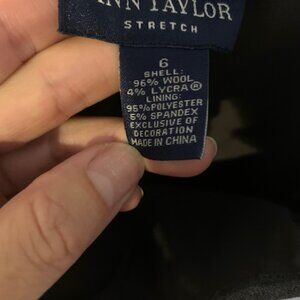 ANN TAYLOR
STRETCH
6
SHELL:
96% WOOL
4% LYCRA®
LINING:
95% POLYESTER
5% SPANDEX
EXCLUSIVE OF
DECORATION
MADE IN CHINA